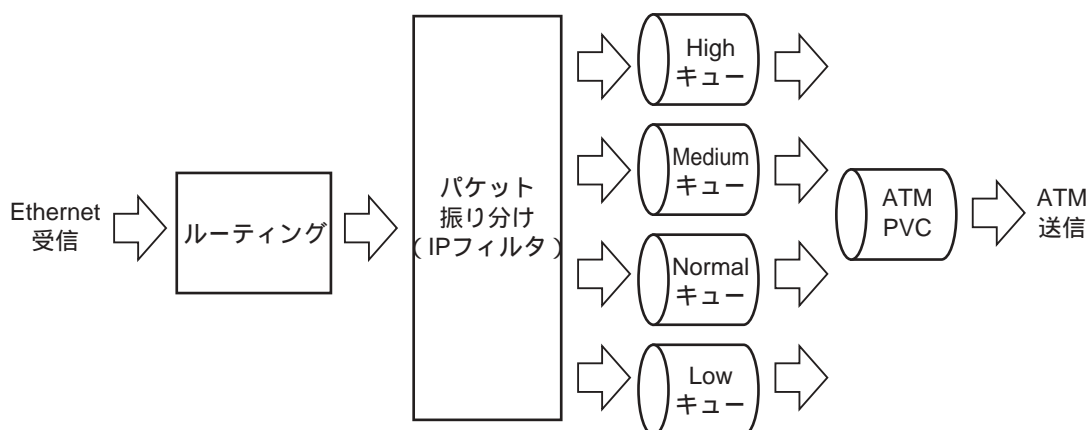 Ethernet
受信
ルーティング
パケット
振り分け
（IPフィルタ）
High
キュー
Medium
キュー
Normal
キュー
Low
キュー
ATM
PVC
ATM
送信